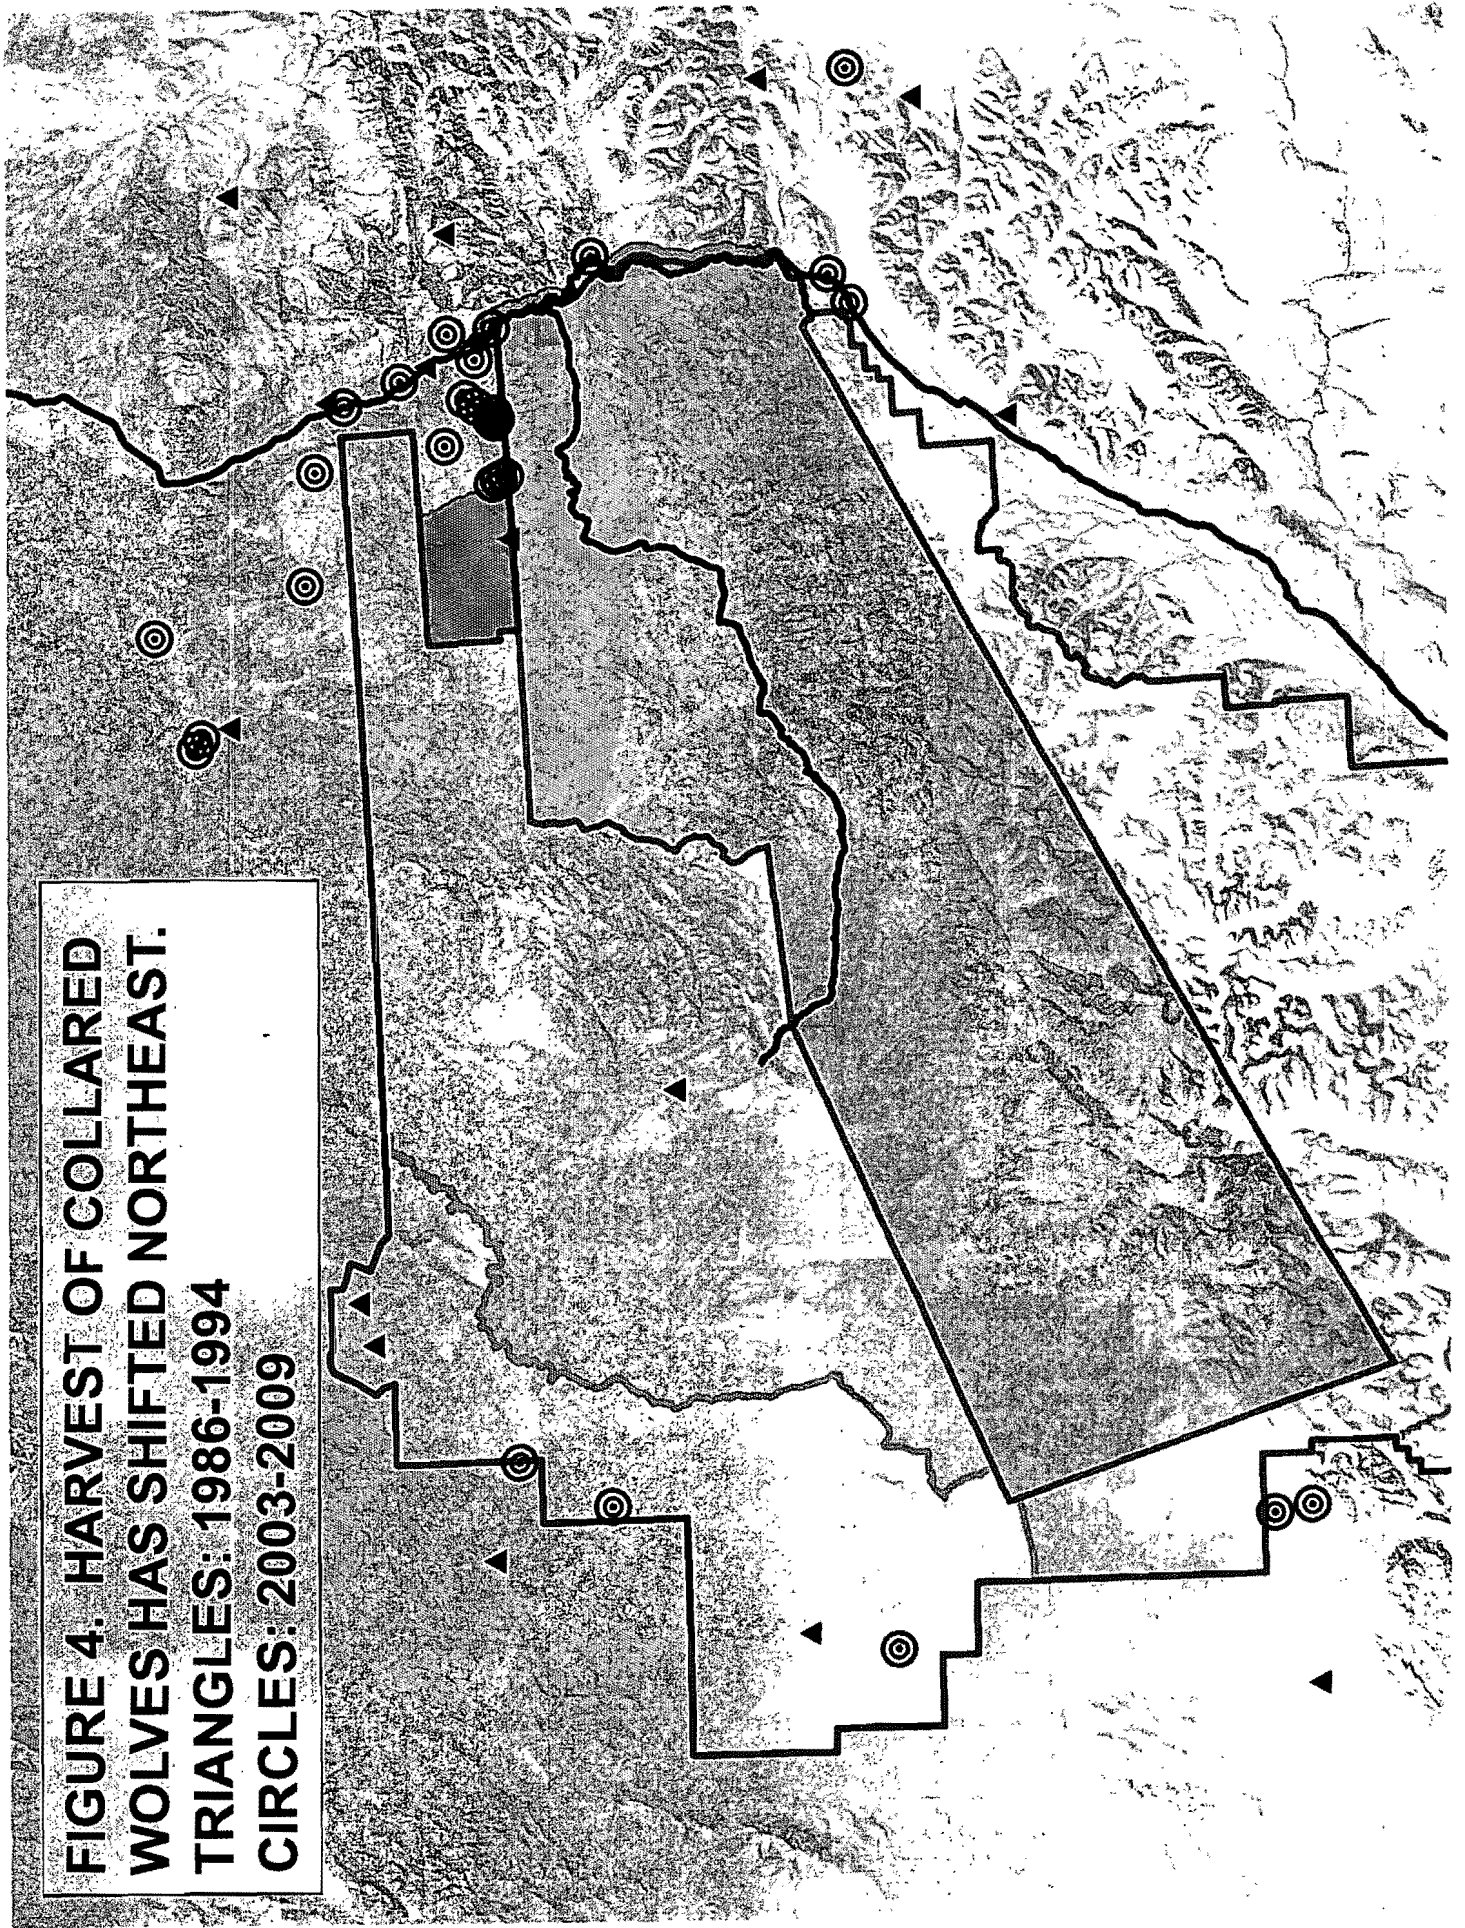 FIGURE 4. HARVEST OF COLLARED
WOLVES HAS SHIFTED NORTHEAST.
TRIANGLES: 1986-1994
CIRCLES: 2003-2009